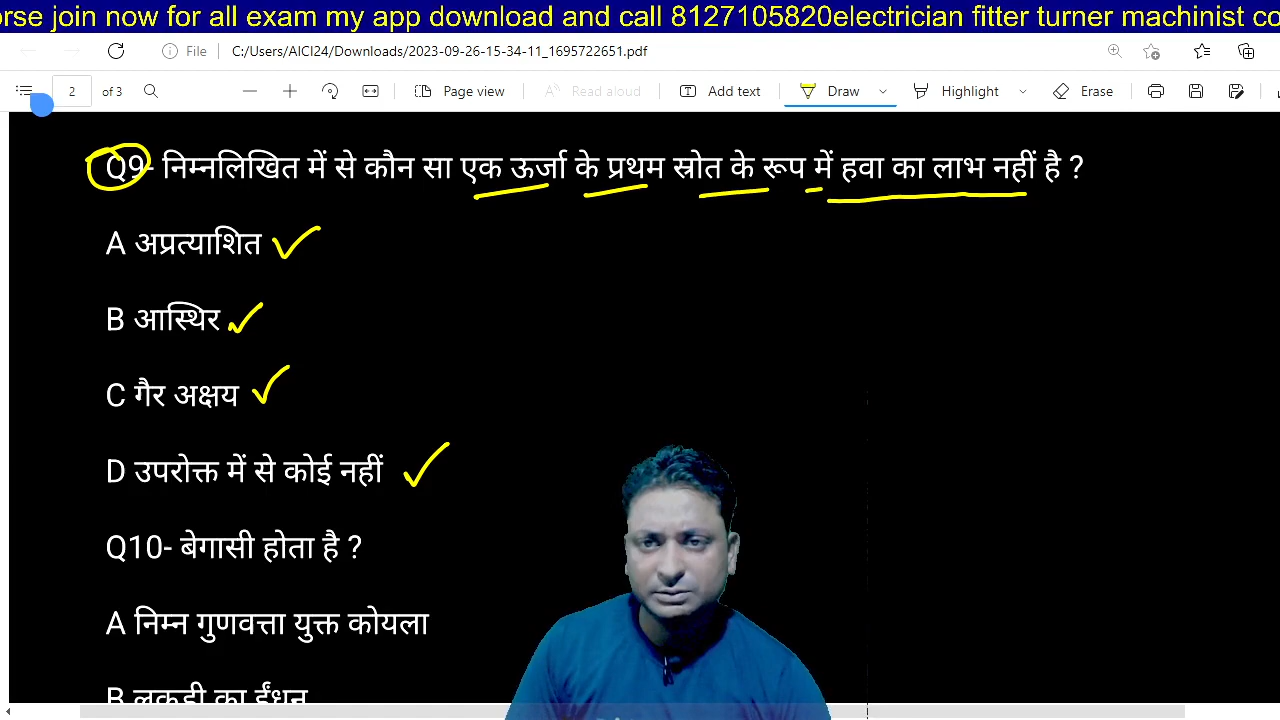 orse join now for all exam my app download and call 8127105820electrician fitter turner machinist co
File C:/Users/AICI24/Downloads/2023-09-26-15-34-11_1695722651.pdf
2 of 3 Page view Read aloud Add text Draw Highlight Erase
Q9- निम्नलिखित में से कौन सा एक ऊर्जा के प्रथम स्रोत के रूप में हवा का लाभ नहीं है ?
A अप्रत्याशित
B आस्थिर
C गैर अक्षय
D उपरोक्त में से कोई नहीं
Q10- बेगासी होता है ?
A निम्न गुणवत्ता युक्त कोयला
B लकड़ी का ईंधन